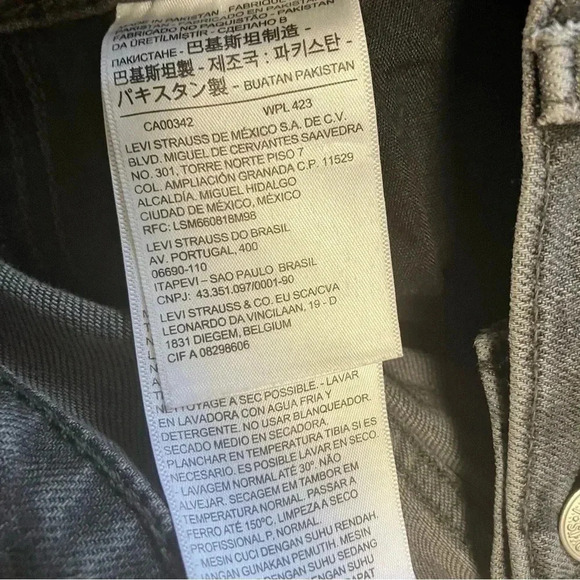 MADE IN PAKISTAN - FABRIQUÉ
PAKISTAN - FABRICADO EN PAKISTÁN
FABRICADO NO PAQUISTÃO -
DA ÜRETİLMİŞTİR - СДЕЛАНО В
ПАКИСТАНЕ - 巴基斯坦制造 -
巴基斯坦製 - 제조국 : 파키스탄 -
パキスタン製 - BUATAN PAKISTAN
CA00342 WPL 423
LEVI STRAUSS DE MÉXICO S.A. DE C.V.
BLVD. MIGUEL DE CERVANTES SAAVEDRA
NO. 301, TORRE NORTE PISO 7
COL. AMPLIACIÓN GRANADA C.P. 11529
ALCALDÍA. MIGUEL HIDALGO
CIUDAD DE MÉXICO, MÉXICO
RFC: LSM660818M98
LEVI STRAUSS DO BRASIL
AV. PORTUGAL, 400
06690-110
ITAPEVI – SAO PAULO BRASIL
CNPJ: 43.351.097/0001-90
LEVI STRAUSS & CO. EU SCA/CVA
LEONARDO DA VINCILAAN, 19 - D
1831 DIEGEM, BELGIUM
CIF A 08298606
NETTOYAGE A SEC POSSIBLE. - LAVAR
EN LAVADORA CON AGUA FRIA Y
DETERGENTE. NO USAR BLANQUEADOR.
SECADO MEDIO EN SECADORA.
PLANCHAR EN TEMPERATURA TIBIA SI ES
NECESARIO. ES POSIBLE LAVAR EN SECO.
- LAVAGEM NORMAL ATÉ 30°. NÃO
ALVEJAR. SECAGEM EM TAMBOR EM
TEMPERATURA NORMAL. PASSAR A
FERRO ATÉ 150°C. LIMPEZA A SECO
PROFISSIONAL P, NORMAL.
- MESIN CUCI DENGAN SUHU RENDAH.
JANGAN GUNAKAN PEMUTIH. MESIN
DENGAN SUHU SEDANG
DENGAN SUHU